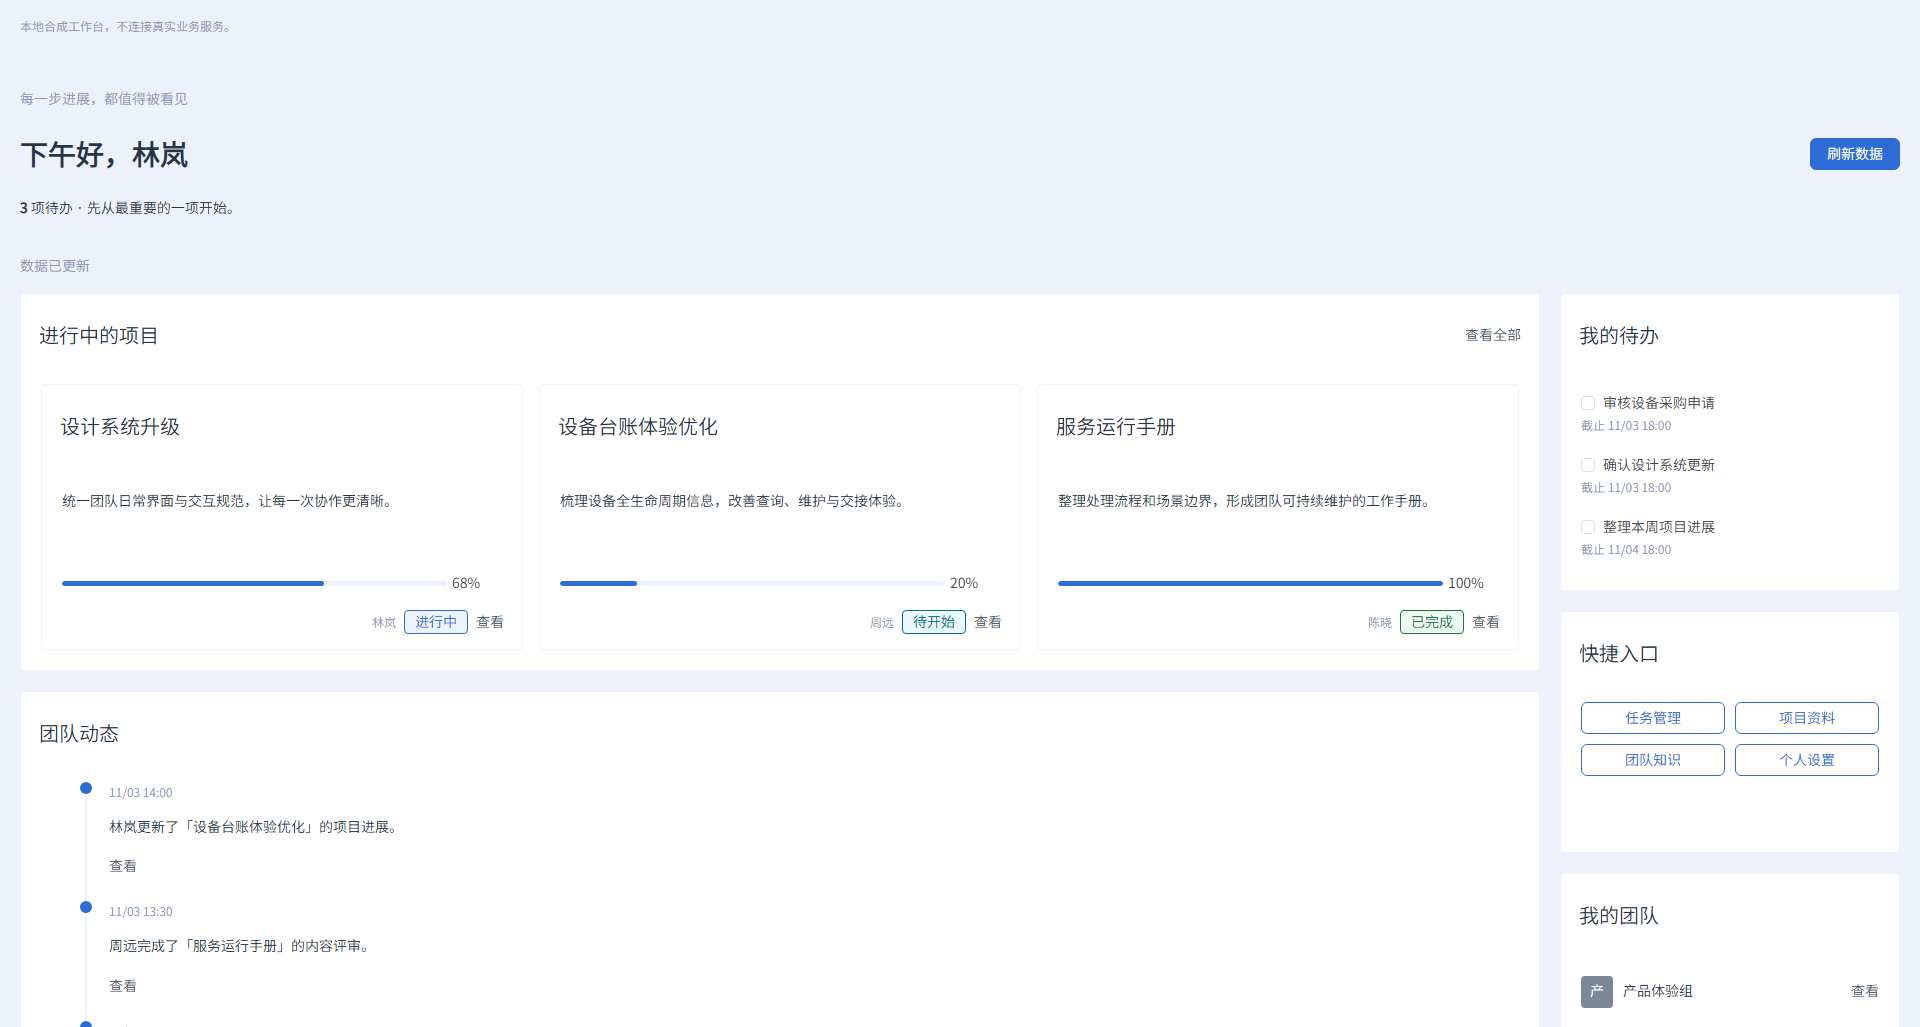 本地合成工作台，不连接真实业务服务。
每一步进展，都值得被看见
下午好，林岚
刷新数据
3 项待办 · 先从最重要的一项开始。
数据已更新
进行中的项目
查看全部
设计系统升级
统一团队日常界面与交互规范，让每一次协作更清晰。
68%
林岚 进行中 查看
设备台账体验优化
梳理设备全生命周期信息，改善查询、维护与交接体验。
20%
周远 待开始 查看
服务运行手册
整理处理流程和场景边界，形成团队可持续维护的工作手册。
100%
陈晓 已完成 查看
团队动态
11/03 14:00
林岚更新了「设备台账体验优化」的项目进展。
查看
11/03 13:30
周远完成了「服务运行手册」的内容评审。
查看
我的待办
审核设备采购申请
截止 11/03 18:00
确认设计系统更新
截止 11/03 18:00
整理本周项目进展
截止 11/04 18:00
快捷入口
任务管理 项目资料
团队知识 个人设置
我的团队
产 产品体验组 查看